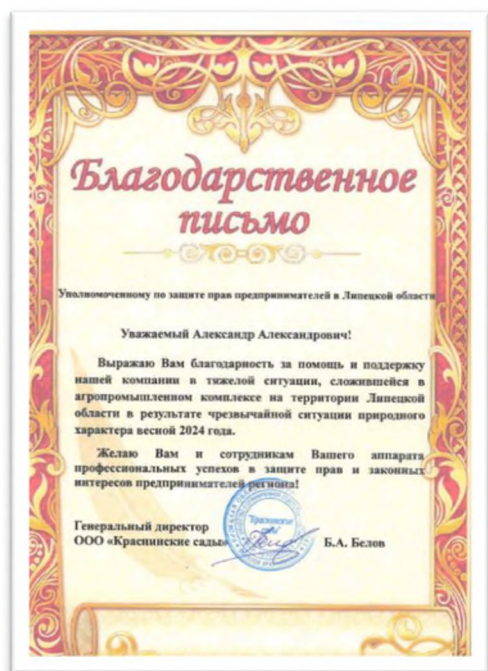 Благодарственное
письмо
Уполномоченному по защите прав предпринимателей в Липецкой области
Уважаемый Александр Александрович!
Выражаю Вам благодарность за помощь и поддержку
нашей компании в тяжелой ситуации, сложившейся в
агропромышленном комплексе на территории Липецкой
области в результате чрезвычайной ситуации природного
характера весной 2024 года.
Желаю Вам и сотрудникам Вашего аппарата
профессиональных успехов в защите прав и законных
интересов предпринимателей региона!
Генеральный директор
ООО «Краснинские сады»
Б.А. Белов